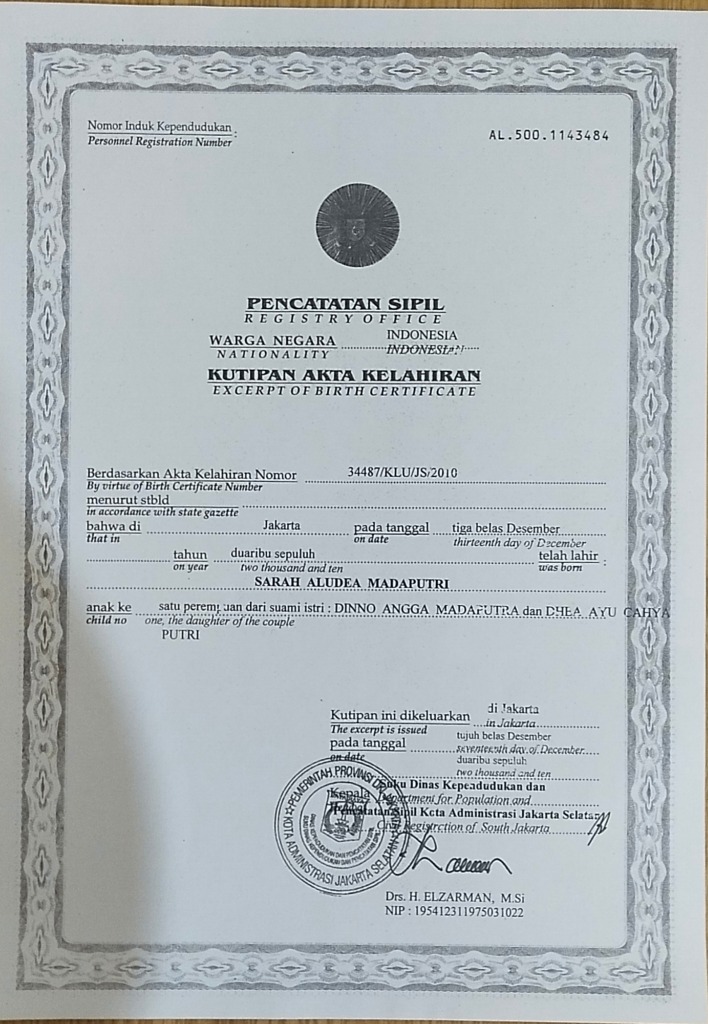 Nomor Induk Kependudukan :
Personnel Registration Number
AL.500.1143484
PENCATATAN SIPIL
REGISTRY OFFICE
WARGA NEGARA INDONESIA
NATIONALITY INDONESIAN
KUTIPAN AKTA KELAHIRAN
EXCERPT OF BIRTH CERTIFICATE
Berdasarkan Akta Kelahiran Nomor 34487/KLU/JS/2010
By virtue of Birth Certificate Number
menurut stbld
in accordance with state gazette
bahwa di Jakarta pada tanggal tiga belas Desember
that in on date thirteenth day of December
tahun duaribu sepuluh telah lahir :
on year two thousand and ten was born
SARAH ALUDEA MADAPUTRI
anak ke satu perempuan dari suami istri : DINNO ANGGA MADAPUTRA dan DHEA AYU CAHYA
child no one, the daughter of the couple
PUTRI
di Jakarta
Kutipan ini dikeluarkan in Jakarta
The excerpt is issued tujuh belas Desember
pada tanggal seventeenth day of December
on date duaribu sepuluh
two thousand and ten
Suku Dinas Kependudukan dan
Kepala Department for Population and
Pencatatan Sipil Kota Administrasi Jakarta Selatan
Civil Registration of South Jakarta
PEMERINTAH PROVINSI DKI
KOTA ADMINISTRASI JAKARTA SELATAN
Drs. H. ELZARMAN, M.Si
NIP : 195412311975031022